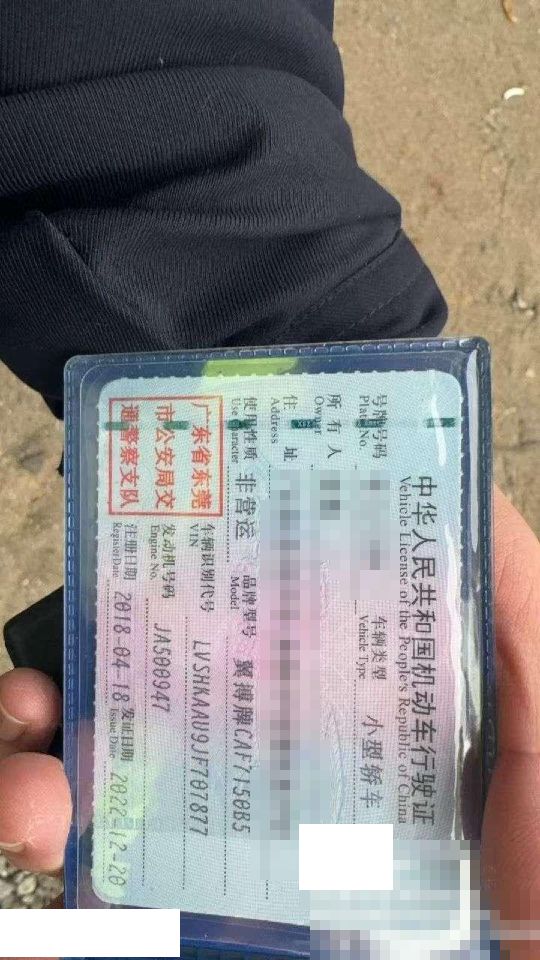 中华人民共和国机动车行驶证
Vehicle License of the People's Republic of China
号牌号码
Plate No.
车辆类型 小型轿车
Vehicle Type
所有人
Owner
住址
Address
使用性质 非营运
Use Character
品牌型号 翼搏牌CAF7150B5
Model
广东省东莞
市公安局交
通警察支队
车辆识别代号 LVSHKAAU9JF707877
VIN
发动机号码 JA500947
Engine No.
注册日期 2018-04-18
Register Date
发证日期 2022-12-20
Issue Date